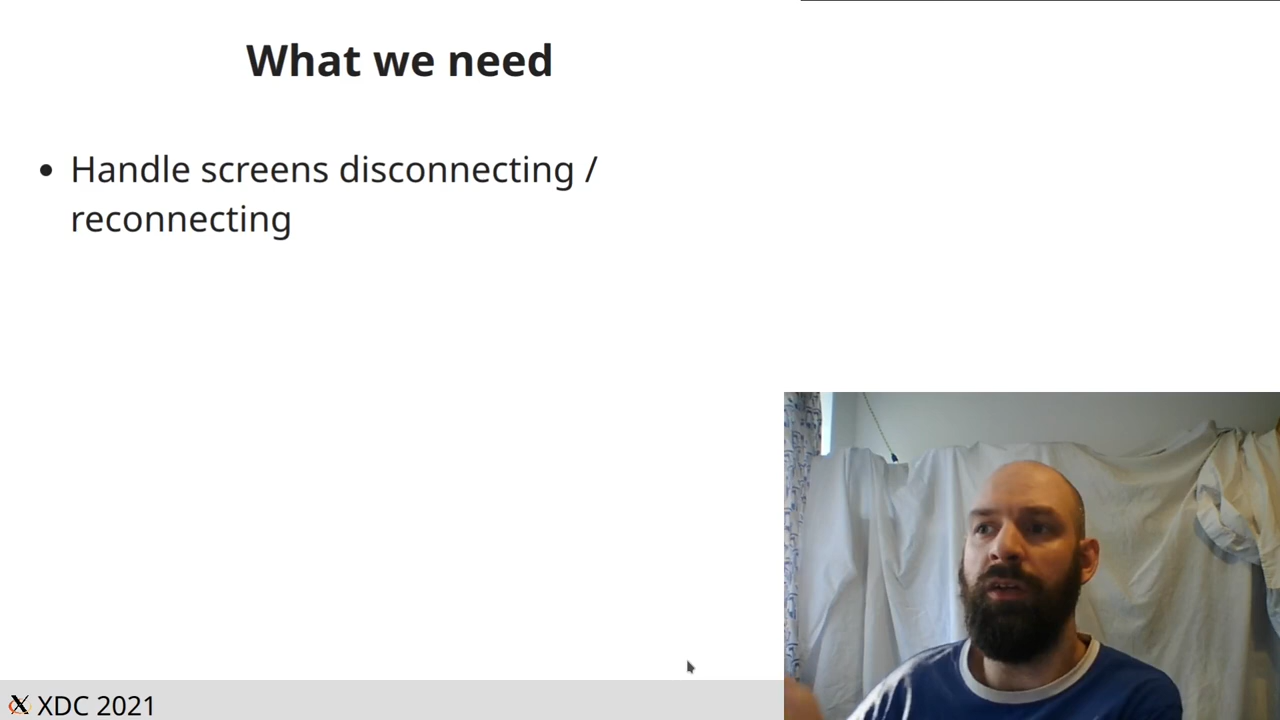 What we need
• Handle screens disconnecting /
reconnecting
XDC 2021